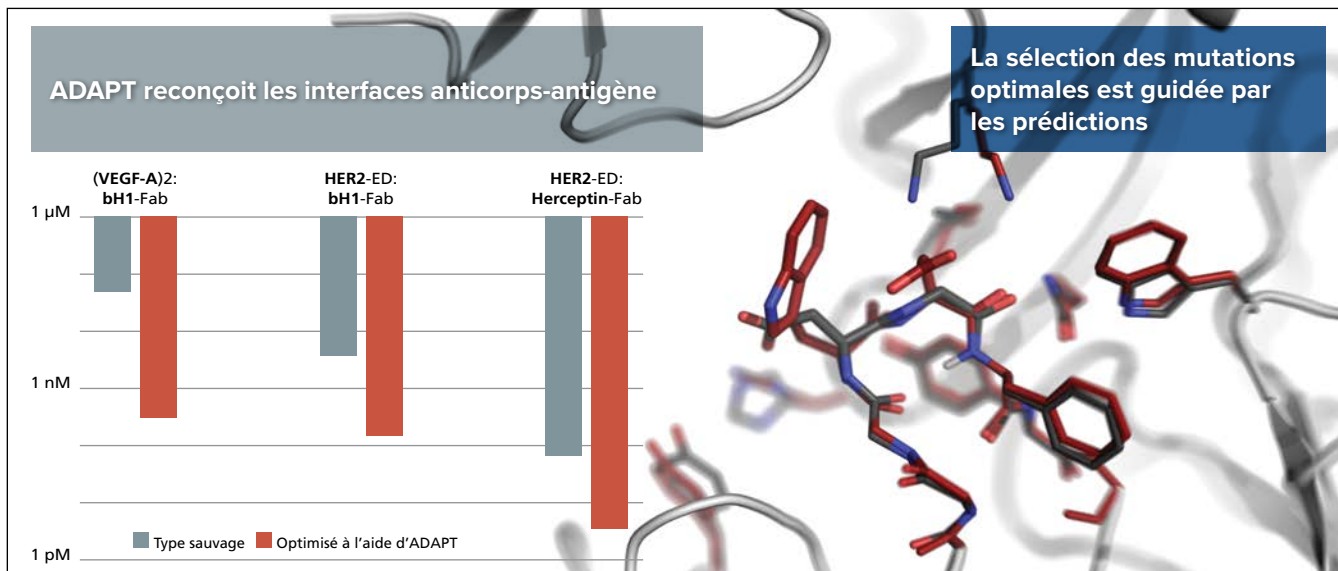 ADAPT reconçoit les interfaces anticorps-antigène
La sélection des mutations
optimales est guidée par
les prédictions
(VEGF-A)2:
bH1-Fab
HER2-ED:
bH1-Fab
HER2-ED:
Herceptin-Fab
1 µM
1 nM
1 pM
Type sauvage
Optimisé à l’aide d’ADAPT